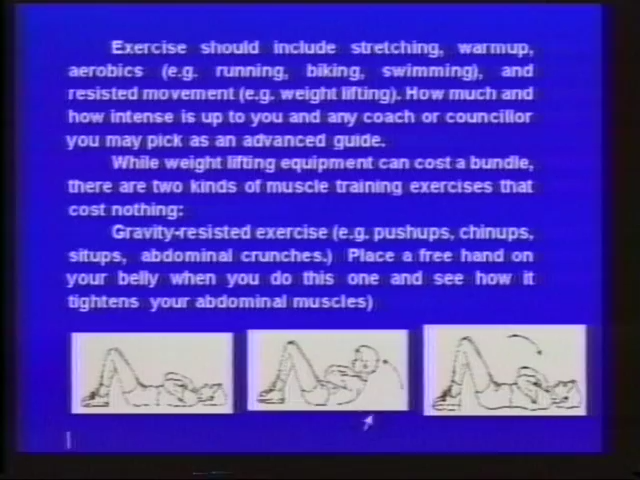 Exercise should include stretching, warmup,
aerobics (e.g. running, biking, swimming), and
resisted movement (e.g. weight lifting). How much and
how intense is up to you and any coach or councillor
you may pick as an advanced guide.
While weight lifting equipment can cost a bundle,
there are two kinds of muscle training exercises that
cost nothing:
Gravity-resisted exercise (e.g. pushups, chinups,
situps, abdominal crunches.) Place a free hand on
your belly when you do this one and see how it
tightens your abdominal muscles)